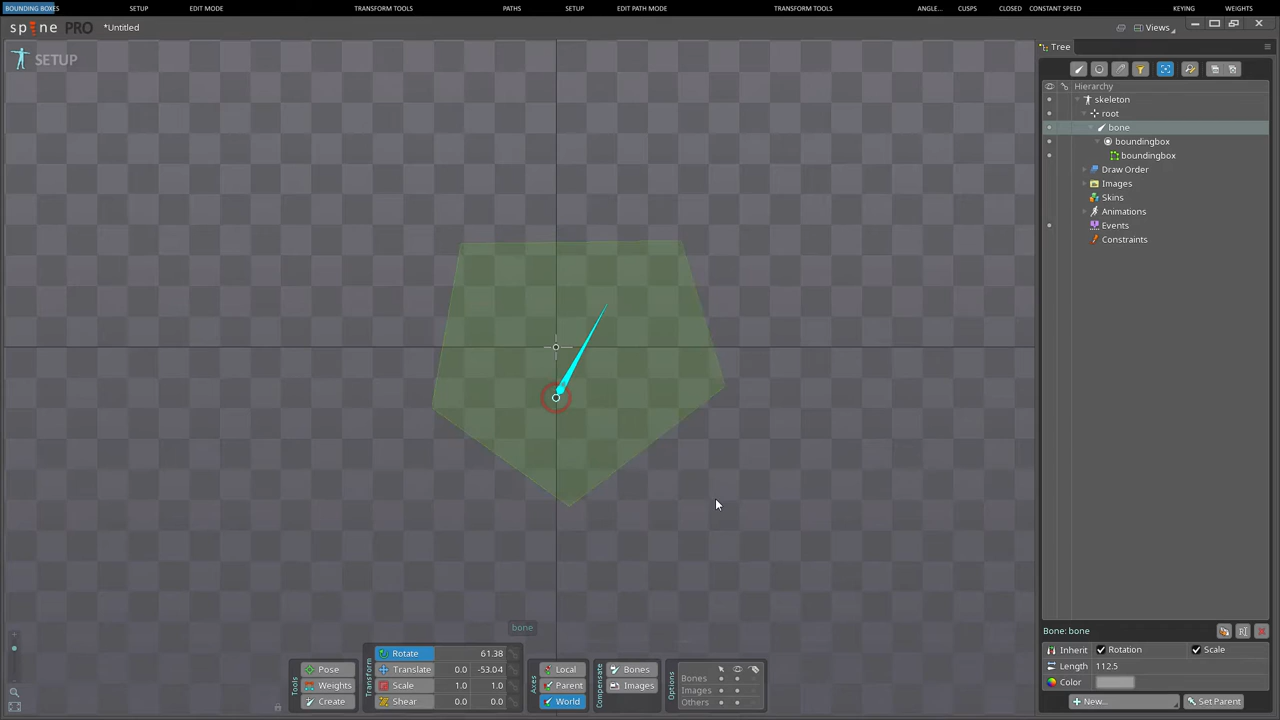 BOUNDING BOXES SETUP EDIT MODE TRANSFORM TOOLS PATHS SETUP EDIT PATH MODE TRANSFORM TOOLS ANGLE... CUSPS CLOSED CONSTANT SPEED KEYING WEIGHTS
spine PRO *Untitled Views
SETUP
Tree
Hierarchy
skeleton
root
bone
boundingbox
boundingbox
Draw Order
Images
Skins
Animations
Events
Constraints
bone
Bone: bone
Inherit Rotation Scale
Length 112.5
Color
New... Set Parent
Tools
Pose
Weights
Create
Transform
Rotate 61.38
Translate 0.0 -53.04
Scale 1.0 1.0
Shear 0.0 0.0
Axes
Local
Parent
World
Compensate
Bones
Images
Options
Bones
Images
Others